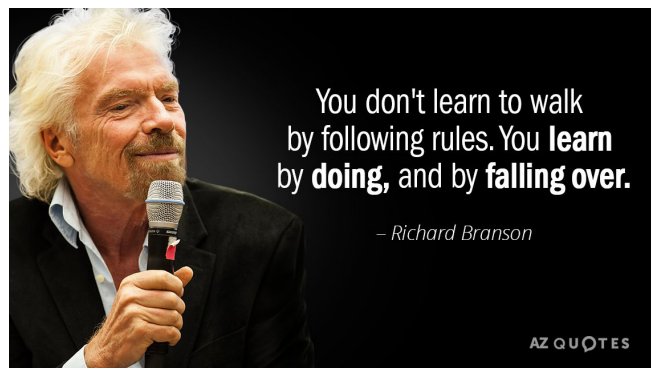 You don't learn to walk
by following rules. You learn
by doing, and by falling over.
– Richard Branson
AZ QUOTES